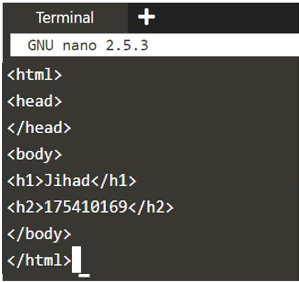 Terminal +
GNU nano 2.5.3
<html>
<head>
</head>
<body>
<h1>Jihad</h1>
<h2>175410169</h2>
</body>
</html>